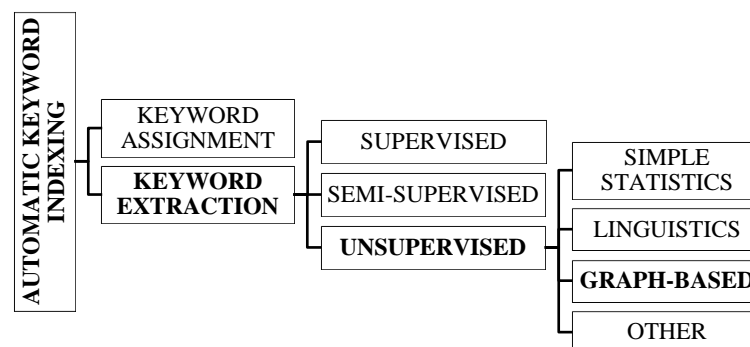 AUTOMATIC KEYWORD
INDEXING
KEYWORD
ASSIGNMENT
KEYWORD
EXTRACTION
SUPERVISED
SEMI-SUPERVISED
UNSUPERVISED
SIMPLE
STATISTICS
LINGUISTICS
GRAPH-BASED
OTHER